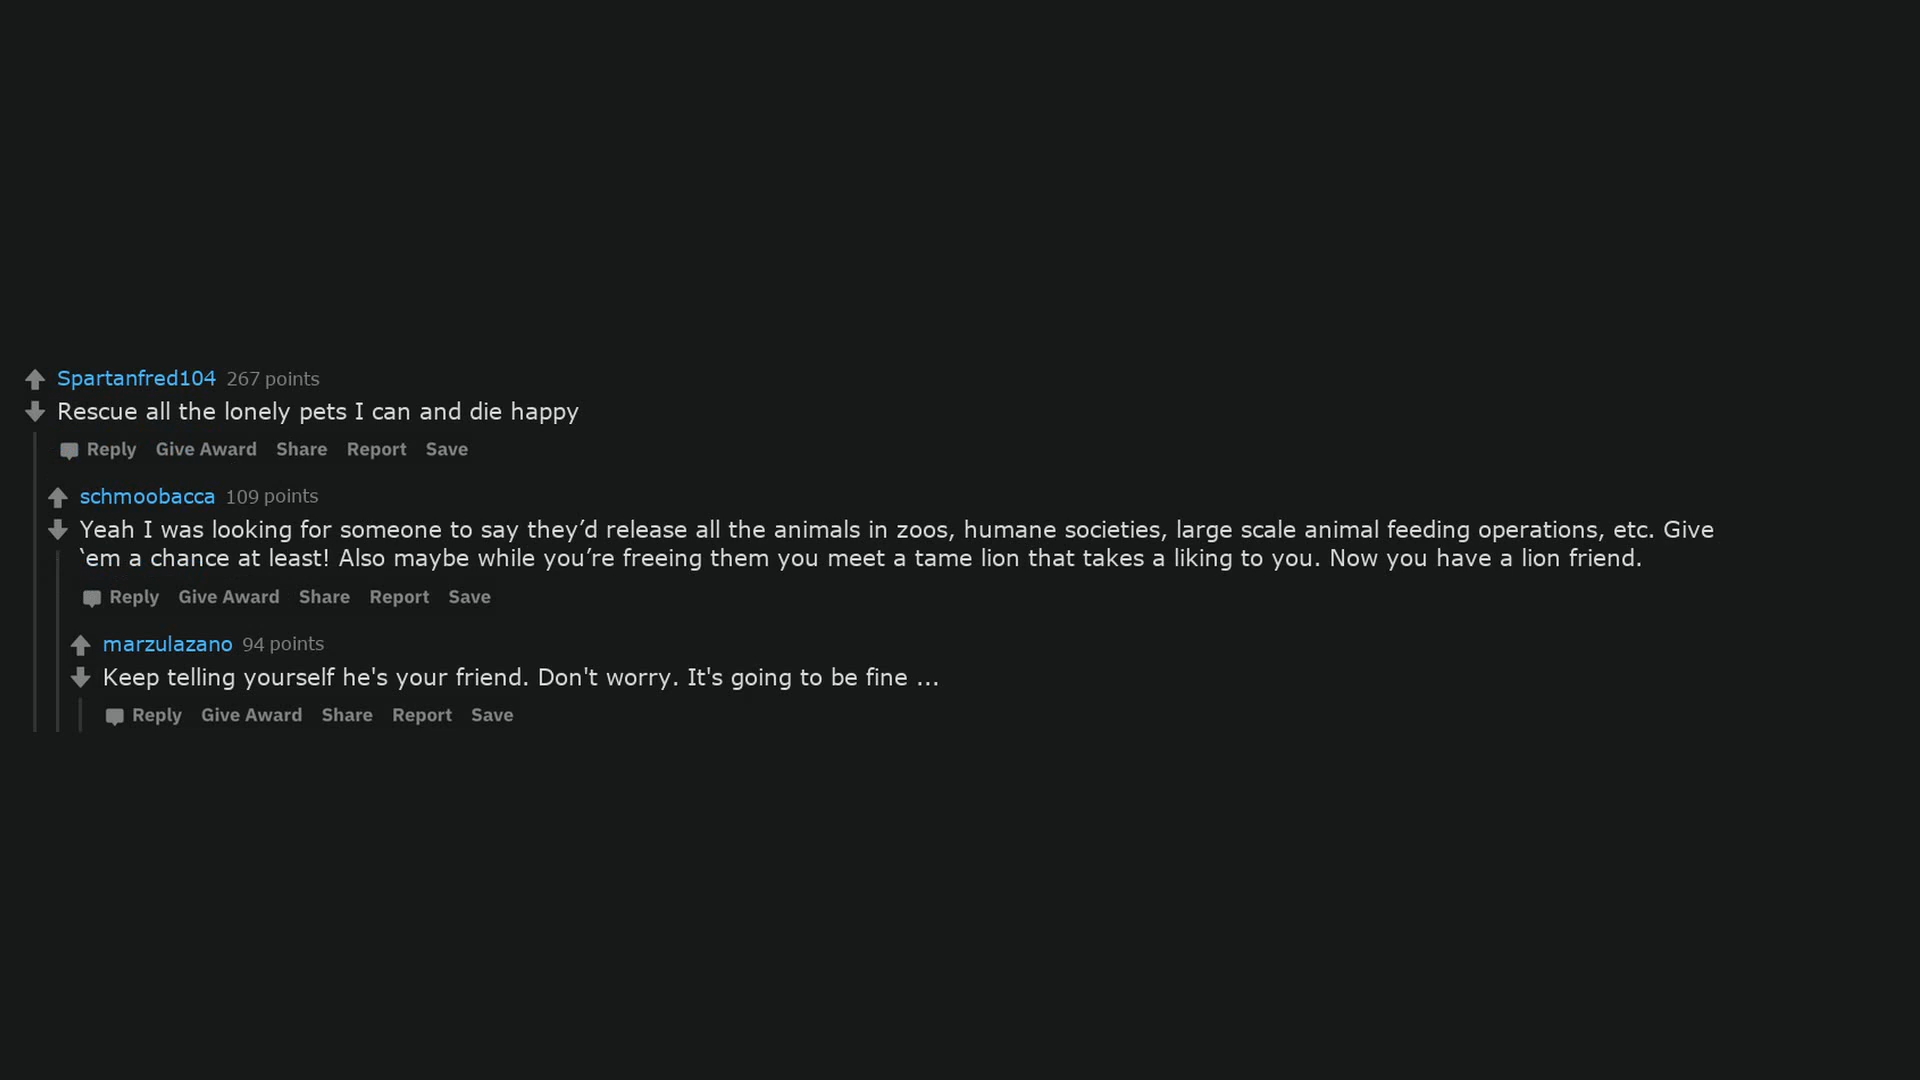 Spartanfred104 267 points
Rescue all the lonely pets I can and die happy
Reply Give Award Share Report Save
schmoobacca 109 points
Yeah I was looking for someone to say they’d release all the animals in zoos, humane societies, large scale animal feeding operations, etc. Give
‘em a chance at least! Also maybe while you’re freeing them you meet a tame lion that takes a liking to you. Now you have a lion friend.
Reply Give Award Share Report Save
marzulazano 94 points
Keep telling yourself he's your friend. Don't worry. It's going to be fine ...
Reply Give Award Share Report Save